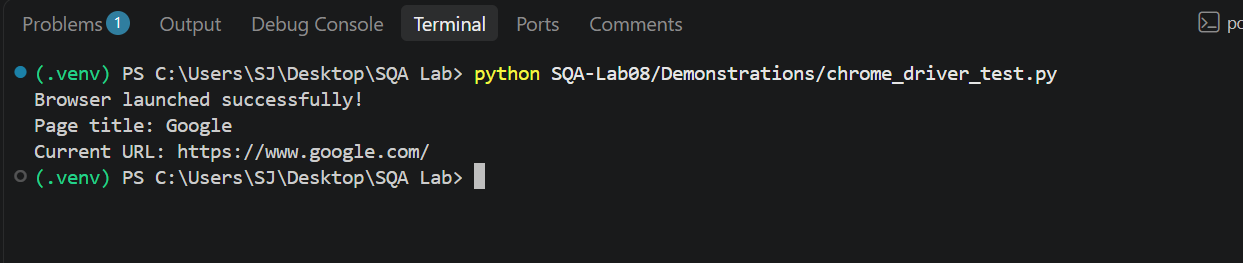 Problems 1 Output Debug Console Terminal Ports Comments
(.venv) PS C:\Users\SJ\Desktop\SQA Lab> python SQA-Lab08/Demonstrations/chrome_driver_test.py
Browser launched successfully!
Page title: Google
Current URL: https://www.google.com/
(.venv) PS C:\Users\SJ\Desktop\SQA Lab>